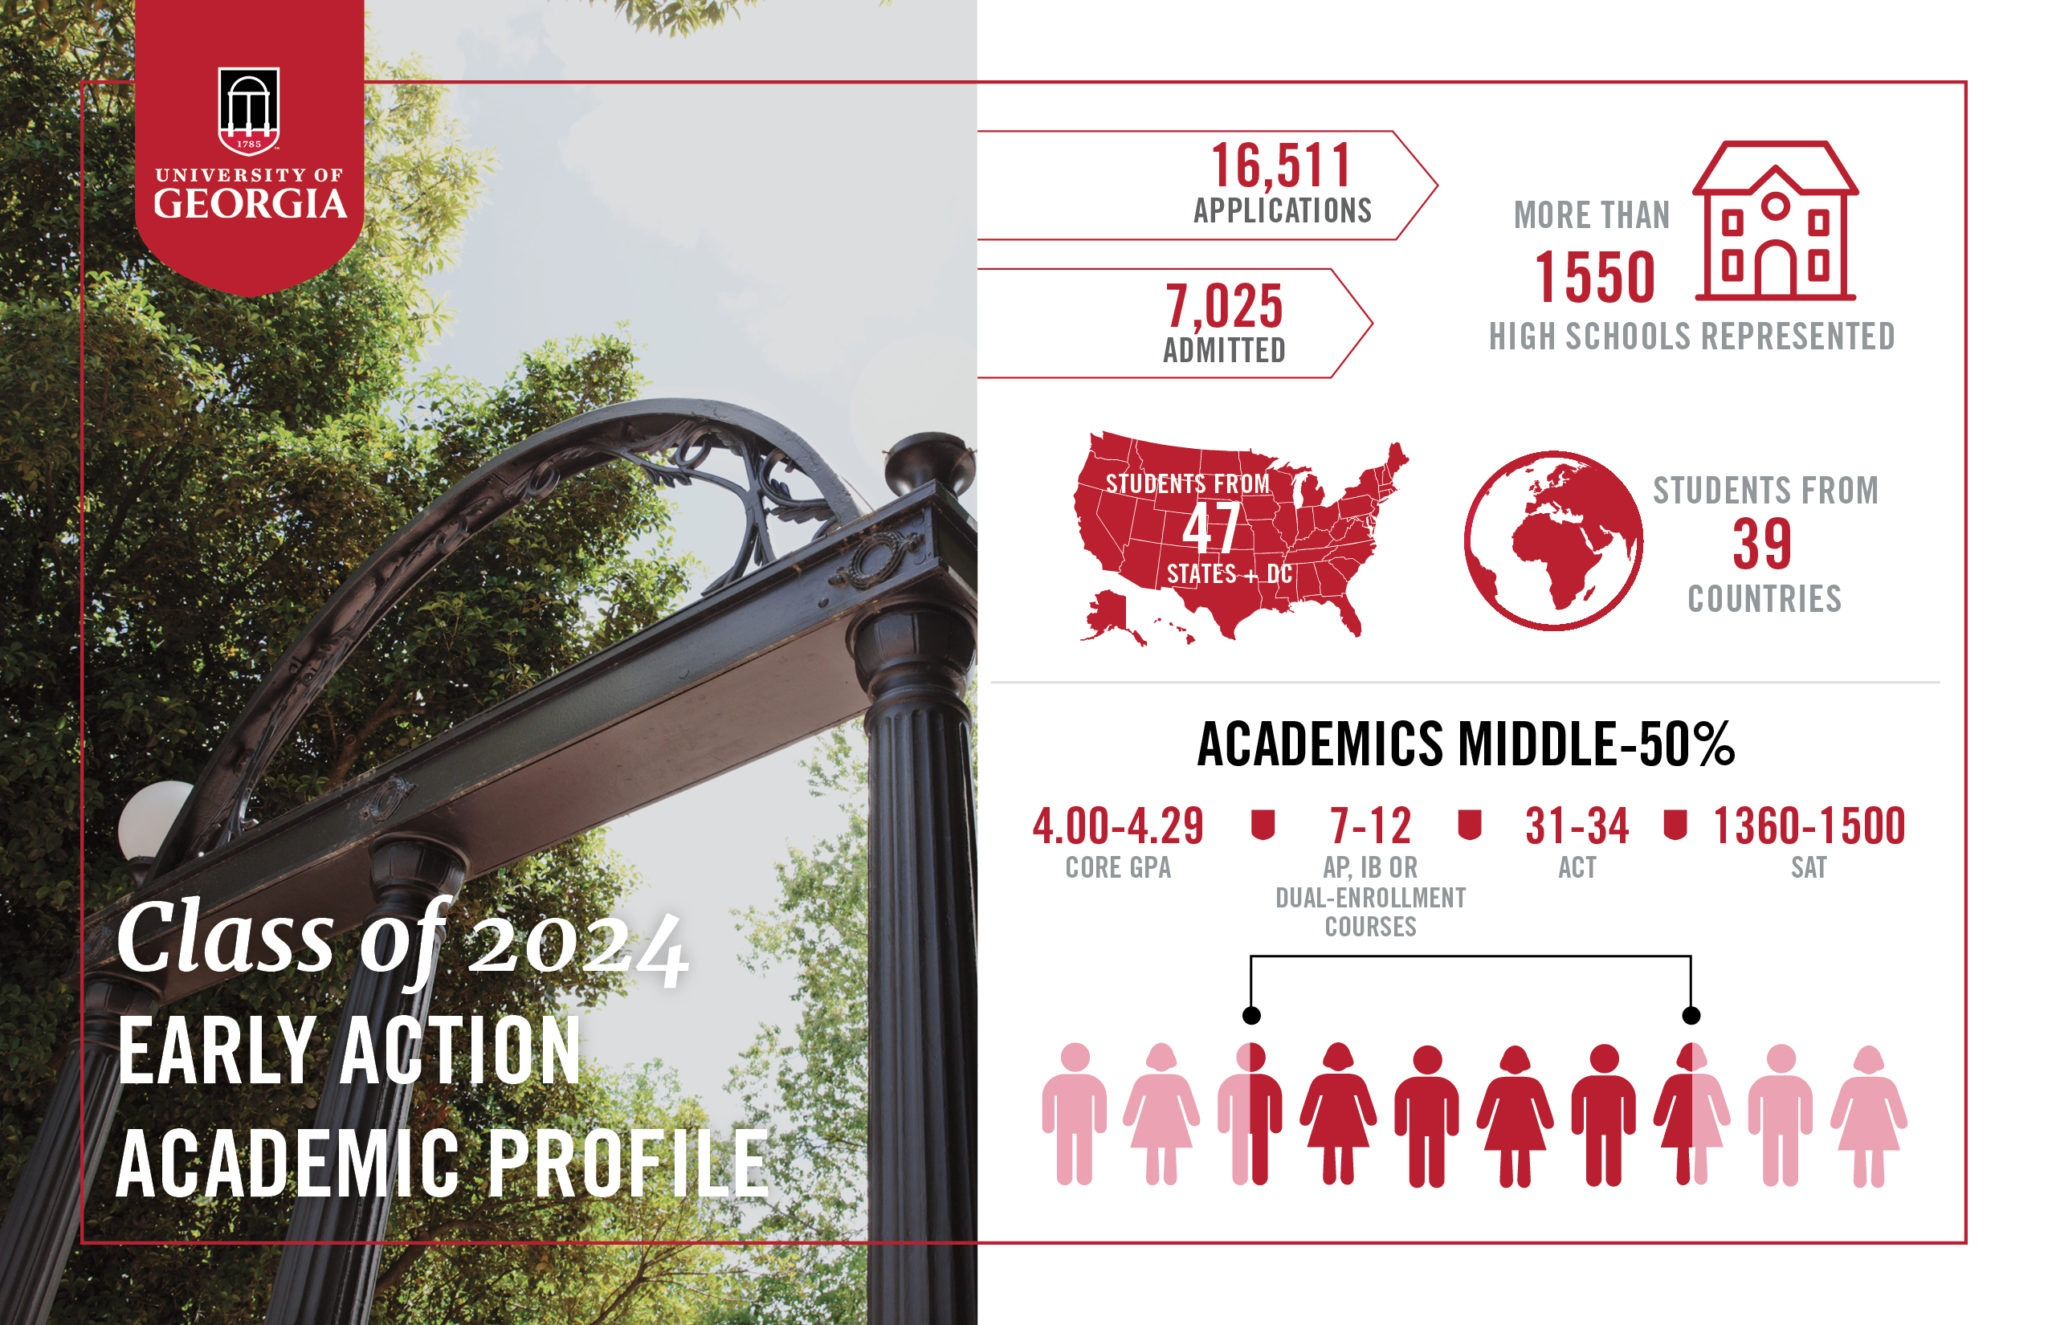 1785
UNIVERSITY OF
GEORGIA
Class of 2024
EARLY ACTION
ACADEMIC PROFILE
16,511
APPLICATIONS
7,025
ADMITTED
MORE THAN
1550
HIGH SCHOOLS REPRESENTED
STUDENTS FROM
47
STATES + DC
STUDENTS FROM
39
COUNTRIES
ACADEMICS MIDDLE-50%
4.00-4.29
CORE GPA
7-12
AP, IB OR
DUAL-ENROLLMENT
COURSES
31-34
ACT
1360-1500
SAT